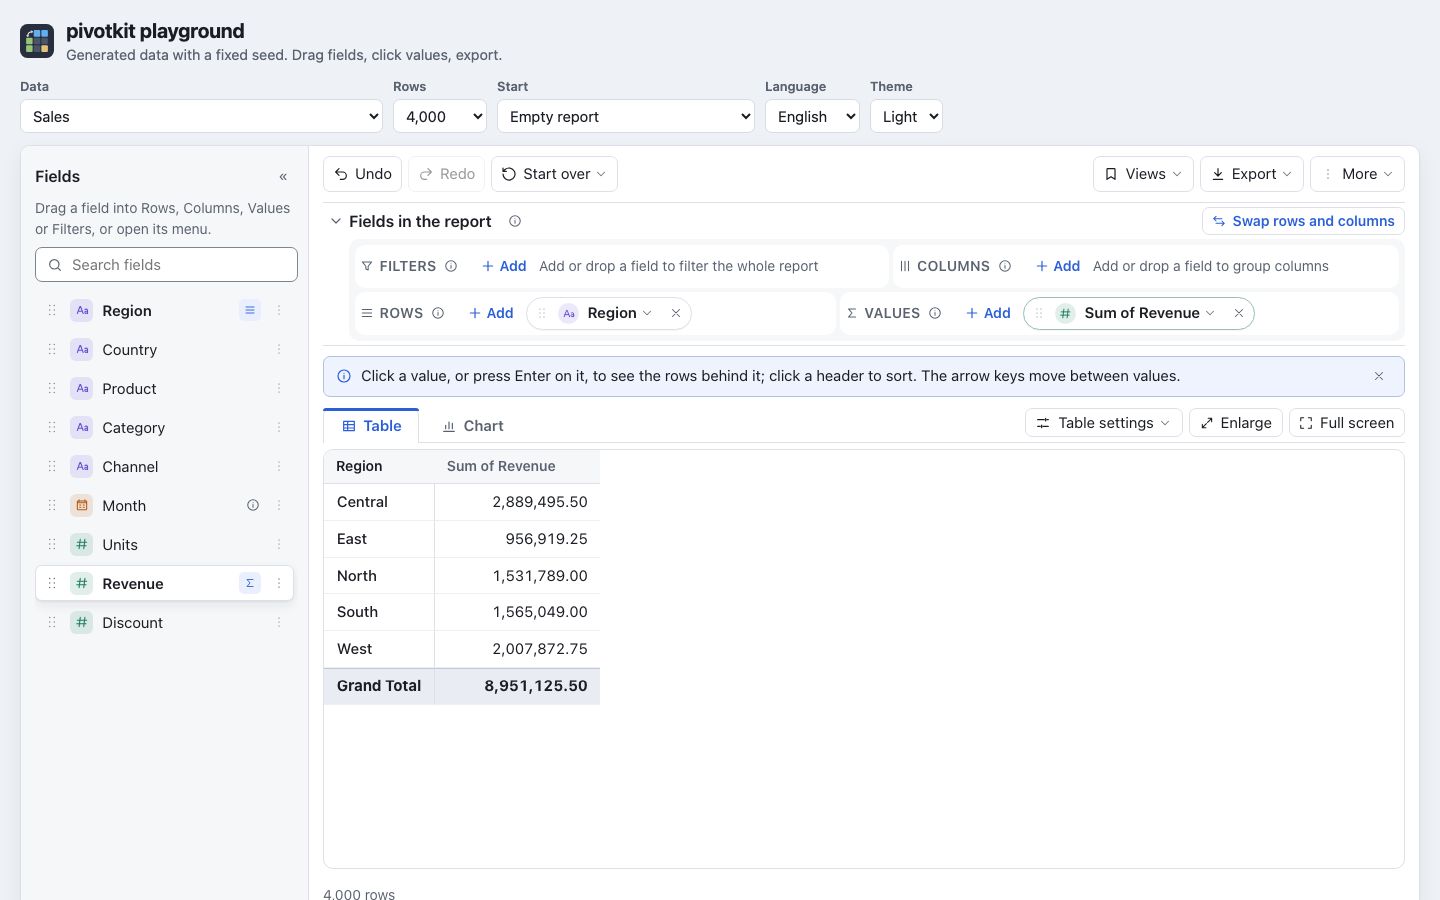 pivotkit playground
Generated data with a fixed seed. Drag fields, click values, export.
Data Rows Start Language Theme
Sales 4,000 Empty report English Light
Fields «
Drag a field into Rows, Columns, Values
or Filters, or open its menu.
Search fields
Aa Region
Aa Country
Aa Product
Aa Category
Aa Channel
Month
# Units
# Revenue Σ
# Discount
Undo Redo Start over Views Export More
Fields in the report Swap rows and columns
FILTERS + Add Add or drop a field to filter the whole report
COLUMNS + Add Add or drop a field to group columns
ROWS + Add Aa Region ×
Σ VALUES + Add # Sum of Revenue ×
Click a value, or press Enter on it, to see the rows behind it; click a header to sort. The arrow keys move between values. ×
Table Chart Table settings Enlarge Full screen
Region Sum of Revenue
Central 2,889,495.50
East 956,919.25
North 1,531,789.00
South 1,565,049.00
West 2,007,872.75
Grand Total 8,951,125.50
4,000 rows